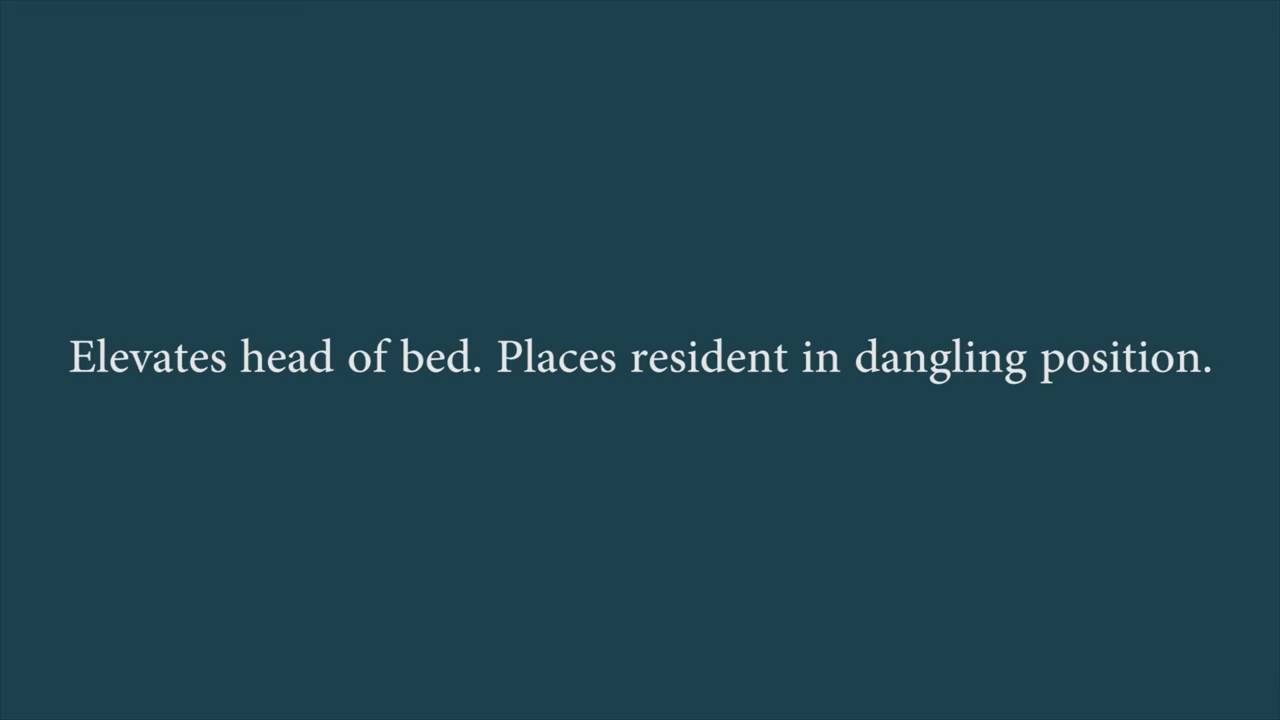 Elevates head of bed. Places resident in dangling position.